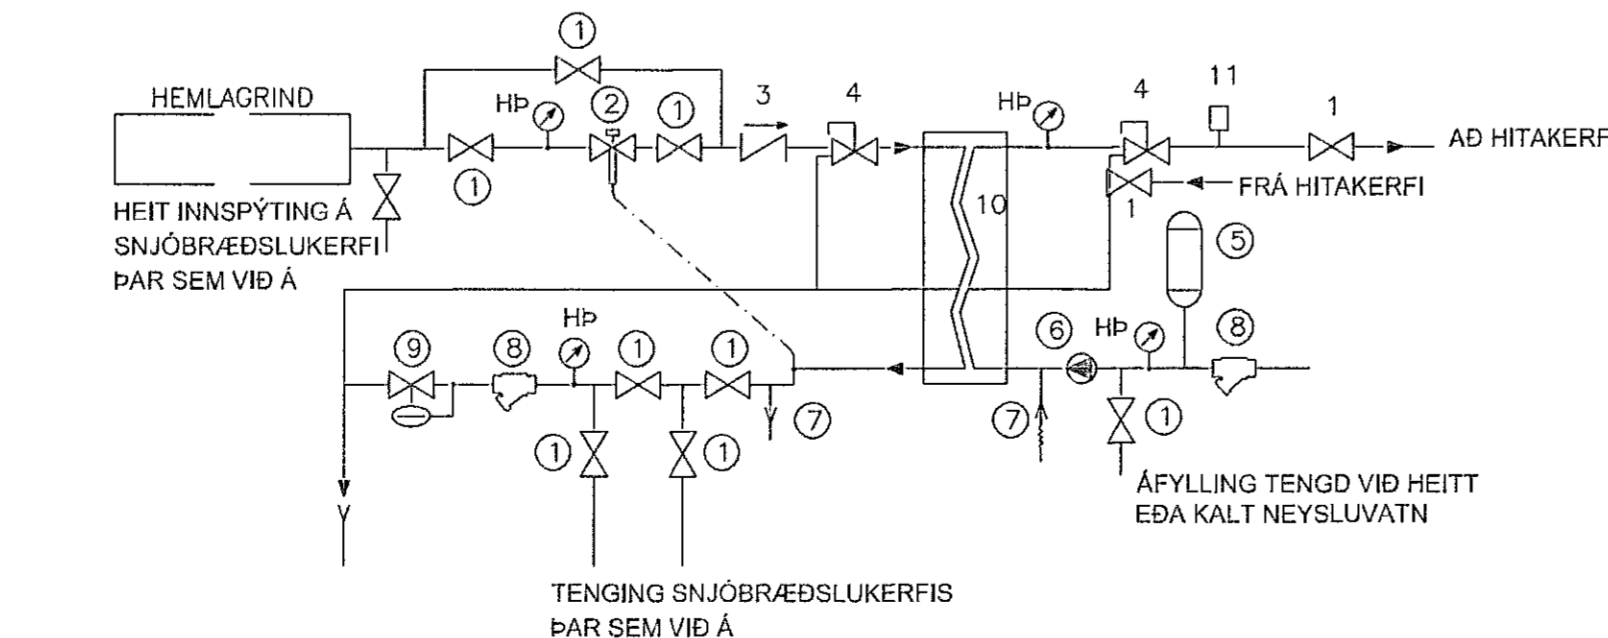 1
HEMLAGRIND
HÞ
2
1
3
4
HÞ
4
11
1
AÐ HITAKERF
1
HEIT INNSPÝTING Á
SNJÓBRÆÐSLUKERFI
ÞAR SEM VIÐ Á
10
1
FRÁ HITAKERFI
5
9
8
HÞ
1
1
6
HÞ
8
1
1
7
7
1
ÁFYLLING TENGD VIÐ HEITT
EÐA KALT NEYSLUVATN
TENGING SNJÓBRÆÐSLUKERFIS
ÞAR SEM VIÐ Á